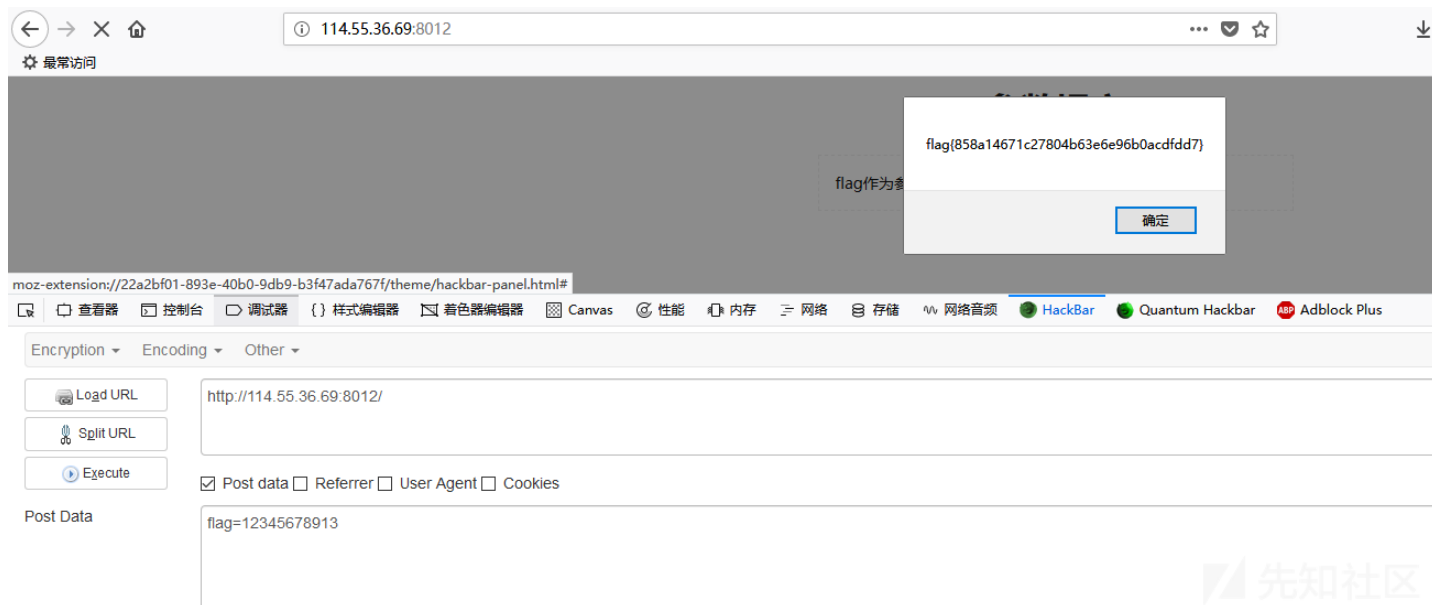 114.55.36.69:8012
最常访问
flag{858a14671c27804b63e6e96b0acdfdd7}
flag作为
确定
moz-extension://22a2bf01-893e-40b0-9db9-b3f47ada767f/theme/hackbar-panel.html#
查看器 控制台 调试器 {} 样式编辑器 着色器编辑器 Canvas 性能 内存 网络 存储 网络音频 HackBar Quantum Hackbar ABP Adblock Plus
Encryption Encoding Other
Load URL http://114.55.36.69:8012/
Split URL
Execute
Post data Referrer User Agent Cookies
Post Data flag=12345678913
先知社区